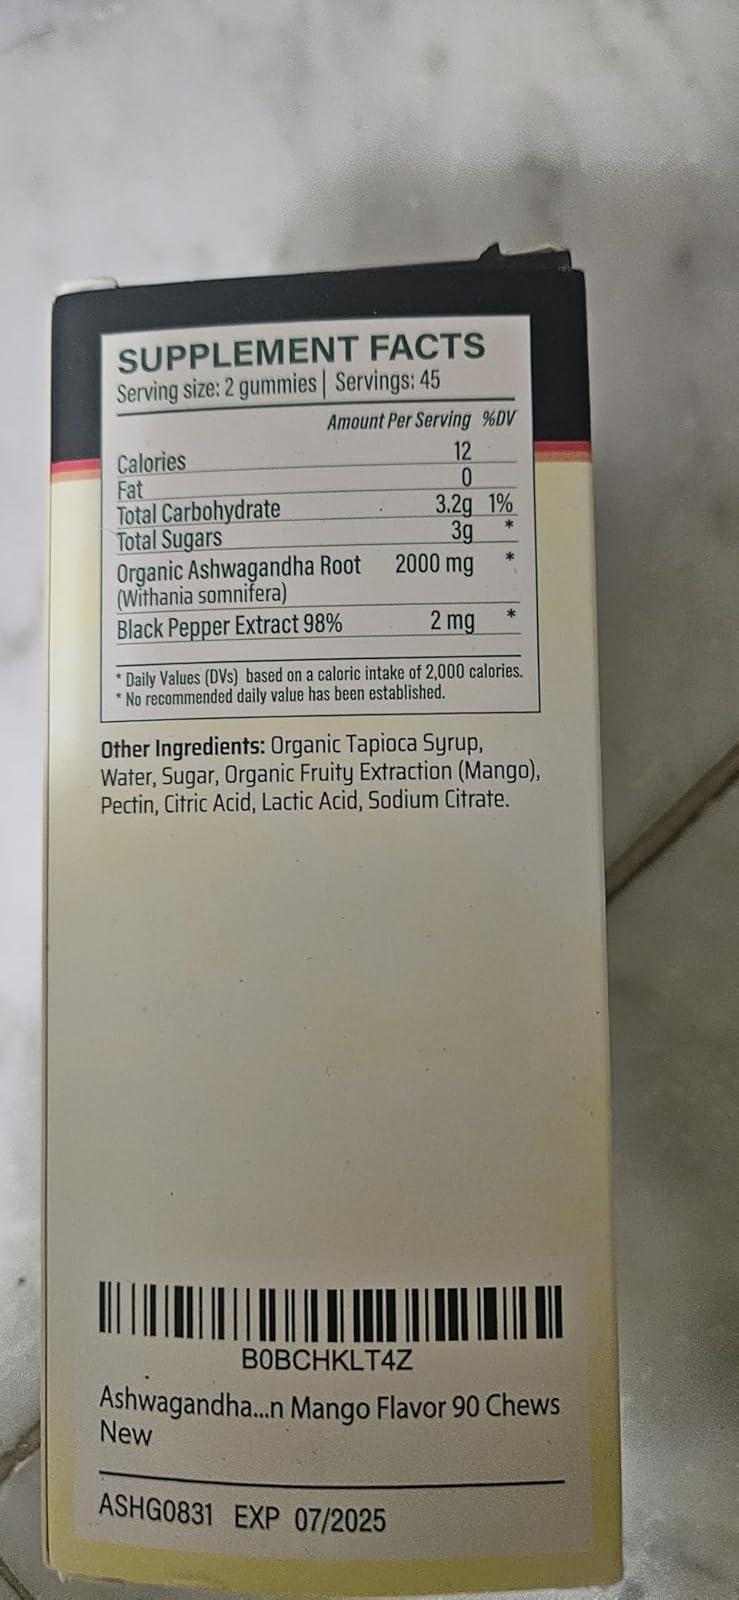 SUPPLEMENT FACTS
Serving size: 2 gummies | Servings: 45
Amount Per Serving %DV
Calories 12
Fat 0
Total Carbohydrate 3.2g 1%
Total Sugars 3g *
Organic Ashwagandha Root 2000 mg *
(Withania somnifera)
Black Pepper Extract 98% 2 mg *
* Daily Values (DVs) based on a caloric intake of 2,000 calories.
* No recommended daily value has been established.
Other Ingredients: Organic Tapioca Syrup,
Water, Sugar, Organic Fruity Extraction (Mango),
Pectin, Citric Acid, Lactic Acid, Sodium Citrate.
B0BCHKLT4Z
Ashwagandha...n Mango Flavor 90 Chews
New
ASHG0831 EXP 07/2025